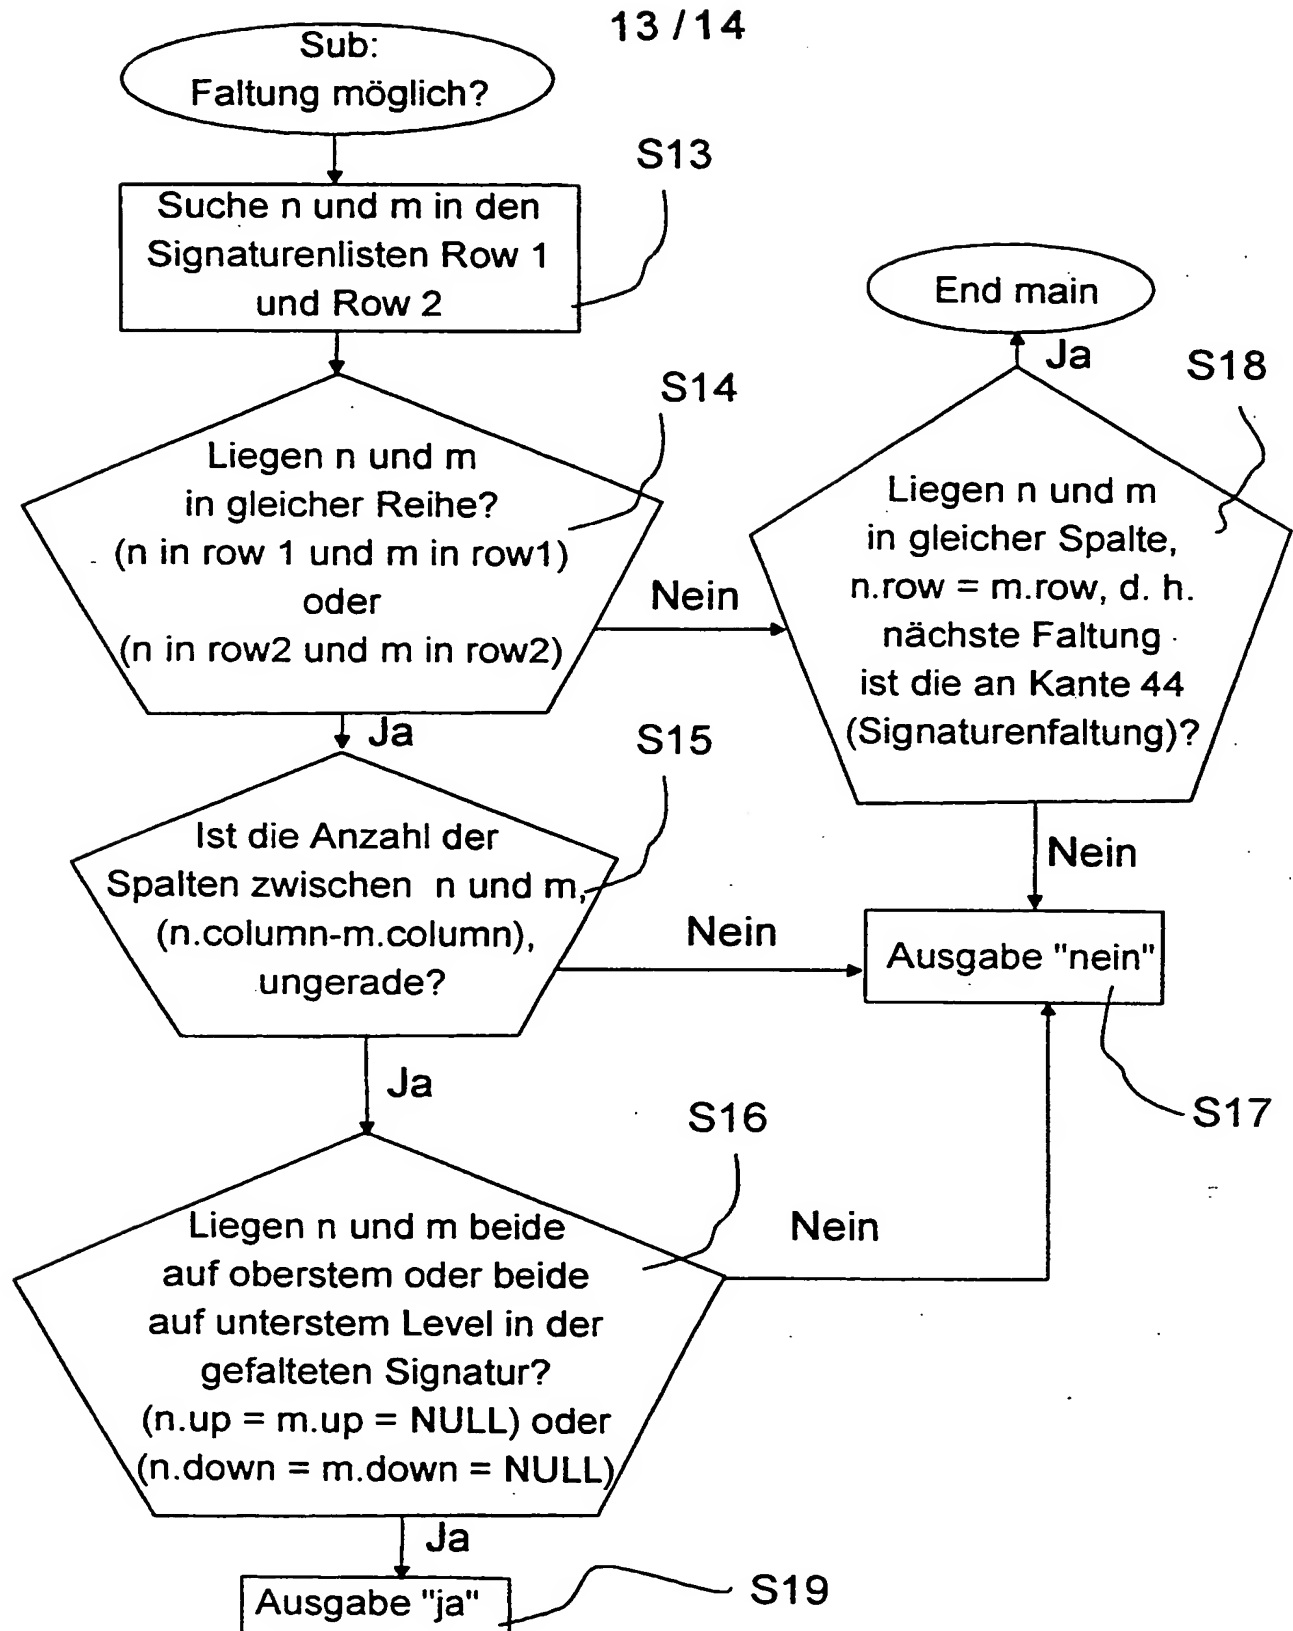 13 / 14
Sub:
Faltung möglich?
S13
Suche n und m in den
Signaturenlisten Row 1
und Row 2
End main
Ja
S18
S14
Liegen n und m
in gleicher Reihe?
(n in row 1 und m in row1)
oder
(n in row2 und m in row2)
Nein
Liegen n und m
in gleicher Spalte,
n.row = m.row, d. h.
nächste Faltung
ist die an Kante 44
(Signaturenfaltung)?
Ja
S15
Nein
Ist die Anzahl der
Spalten zwischen n und m,
(n.column-m.column),
ungerade?
Nein
Ausgabe "nein"
Ja
S17
S16
Liegen n und m beide
auf oberstem oder beide
auf unterstem Level in der
gefalteten Signatur?
(n.up = m.up = NULL) oder
(n.down = m.down = NULL)
Nein
Ja
Ausgabe "ja"
S19